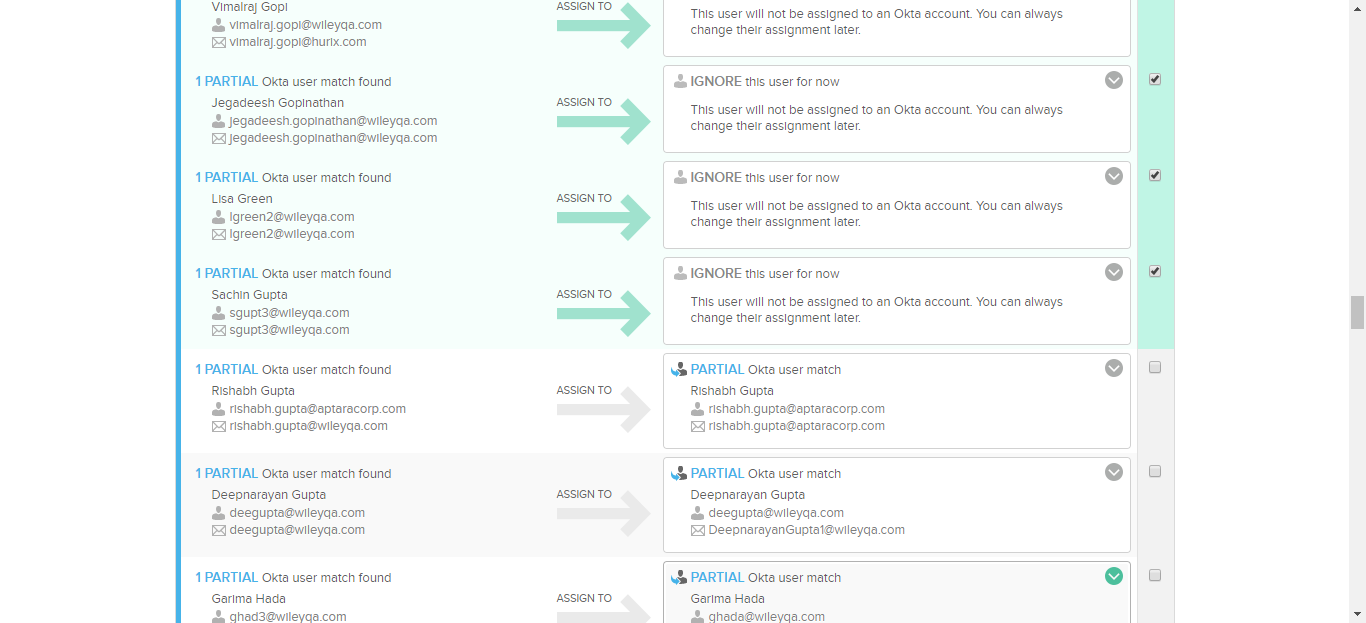 Vimalraj Gopi
ASSIGN TO
vimalraj.gopi@wileyqa.com
vimalraj.gopi@hurix.com
This user will not be assigned to an Okta account. You can always
change their assignment later.
1 PARTIAL Okta user match found
Jegadeesh Gopinathan
jegadeesh.gopinathan@wileyqa.com
jegadeesh.gopinathan@wileyqa.com
ASSIGN TO
IGNORE this user for now
This user will not be assigned to an Okta account. You can always
change their assignment later.
1 PARTIAL Okta user match found
Lisa Green
lgreen2@wileyqa.com
lgreen2@wileyqa.com
ASSIGN TO
IGNORE this user for now
This user will not be assigned to an Okta account. You can always
change their assignment later.
1 PARTIAL Okta user match found
Sachin Gupta
sgupt3@wileyqa.com
sgupt3@wileyqa.com
ASSIGN TO
IGNORE this user for now
This user will not be assigned to an Okta account. You can always
change their assignment later.
1 PARTIAL Okta user match found
Rishabh Gupta
rishabh.gupta@aptaracorp.com
rishabh.gupta@wileyqa.com
ASSIGN TO
PARTIAL Okta user match
Rishabh Gupta
rishabh.gupta@aptaracorp.com
rishabh.gupta@aptaracorp.com
1 PARTIAL Okta user match found
Deepnarayan Gupta
deegupta@wileyqa.com
deegupta@wileyqa.com
ASSIGN TO
PARTIAL Okta user match
Deepnarayan Gupta
deegupta@wileyqa.com
DeepnarayanGupta1@wileyqa.com
1 PARTIAL Okta user match found
Garima Hada
ghad3@wileyqa.com
ASSIGN TO
PARTIAL Okta user match
Garima Hada
ghada@wileyqa.com